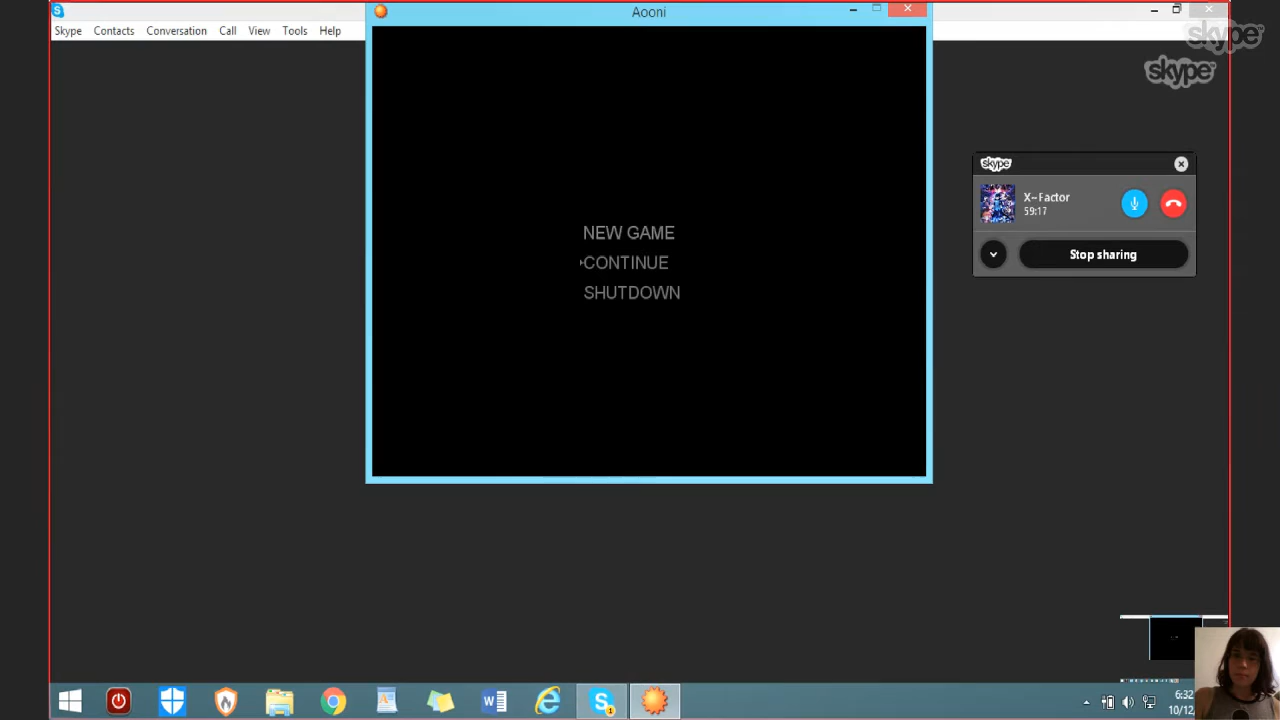 Aooni
Skype Contacts Conversation Call View Tools Help
skype
skype
NEW GAME
CONTINUE
SHUTDOWN
skype
X-Factor
59:17
Stop sharing
6:32
10/12,